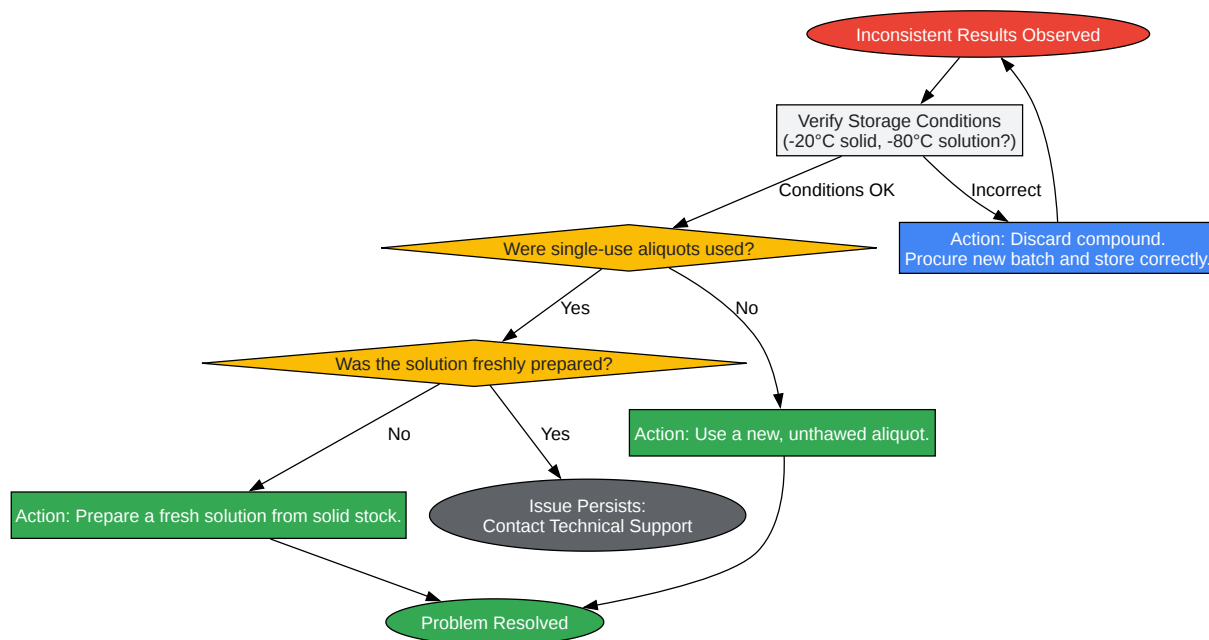 Inconsistent Results Observed
Verify Storage Conditions
(-20°C solid, -80°C solution?)
Conditions OK
Incorrect
Were single-use aliquots used?
Action: Discard compound.
Procure new batch and store correctly.
Yes
No
Was the solution freshly prepared?
No
Yes
Action: Use a new, unthawed aliquot.
Action: Prepare a fresh solution from solid stock.
Issue Persists:
Contact Technical Support
Problem Resolved